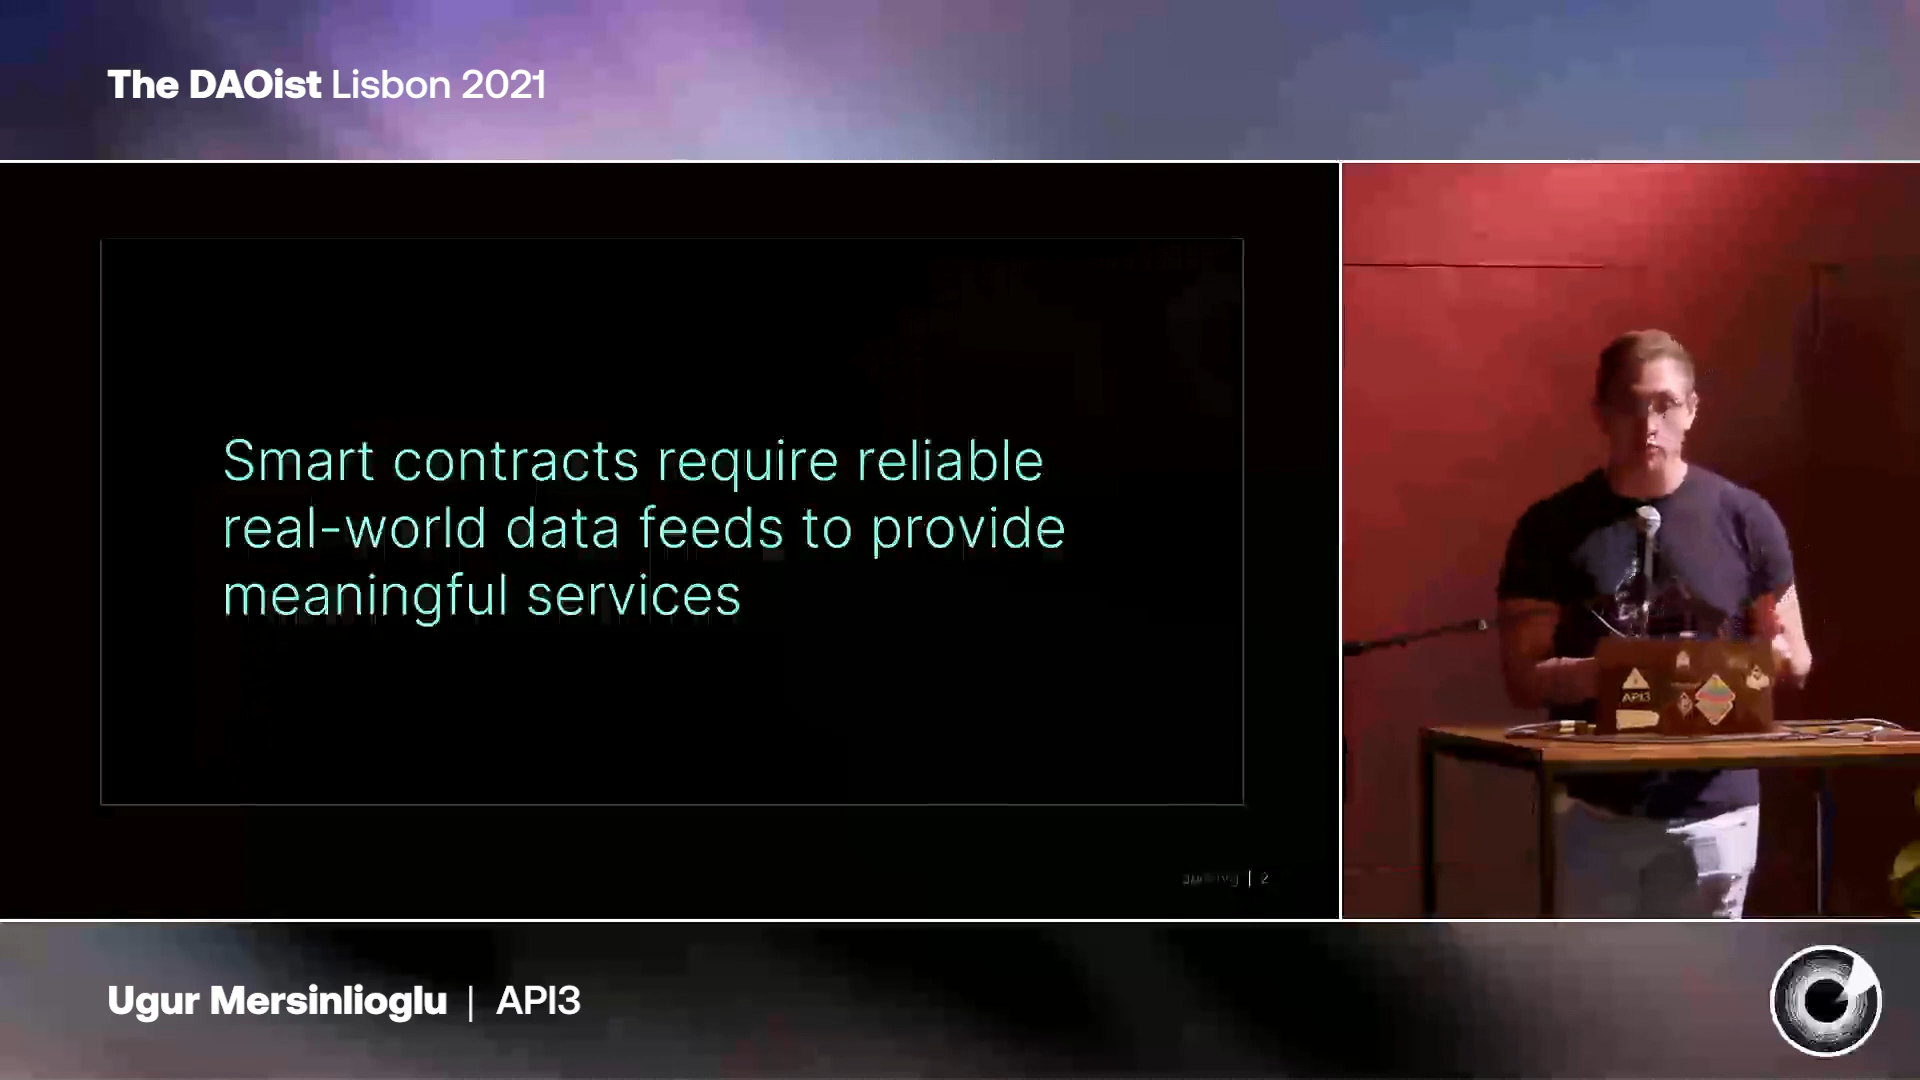 The DAOist Lisbon 2021
Smart contracts require reliable
real-world data feeds to provide
meaningful services
| 2
API3
Ugur Mersinlioglu | API3